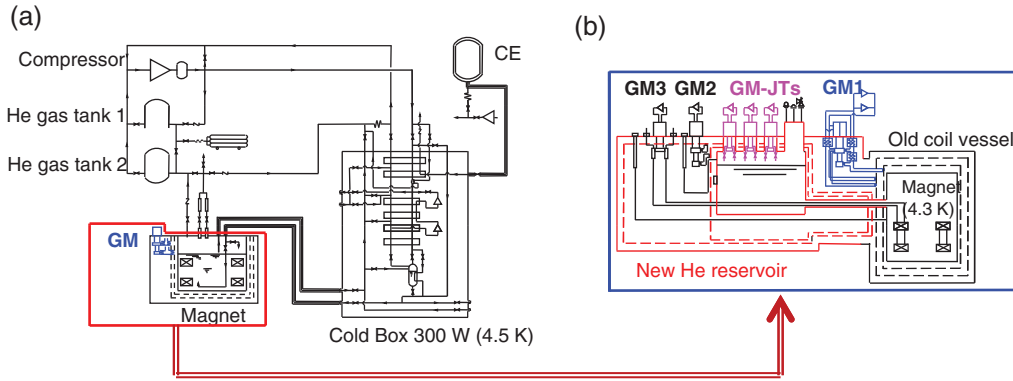 (a)
Compressor
CE
He gas tank 1
He gas tank 2
GM
Magnet
Cold Box 300 W (4.5 K)
(b)
GM3 GM2 GM-JTs GM1
Old coil vessel
Magnet
(4.3 K)
New He reservoir